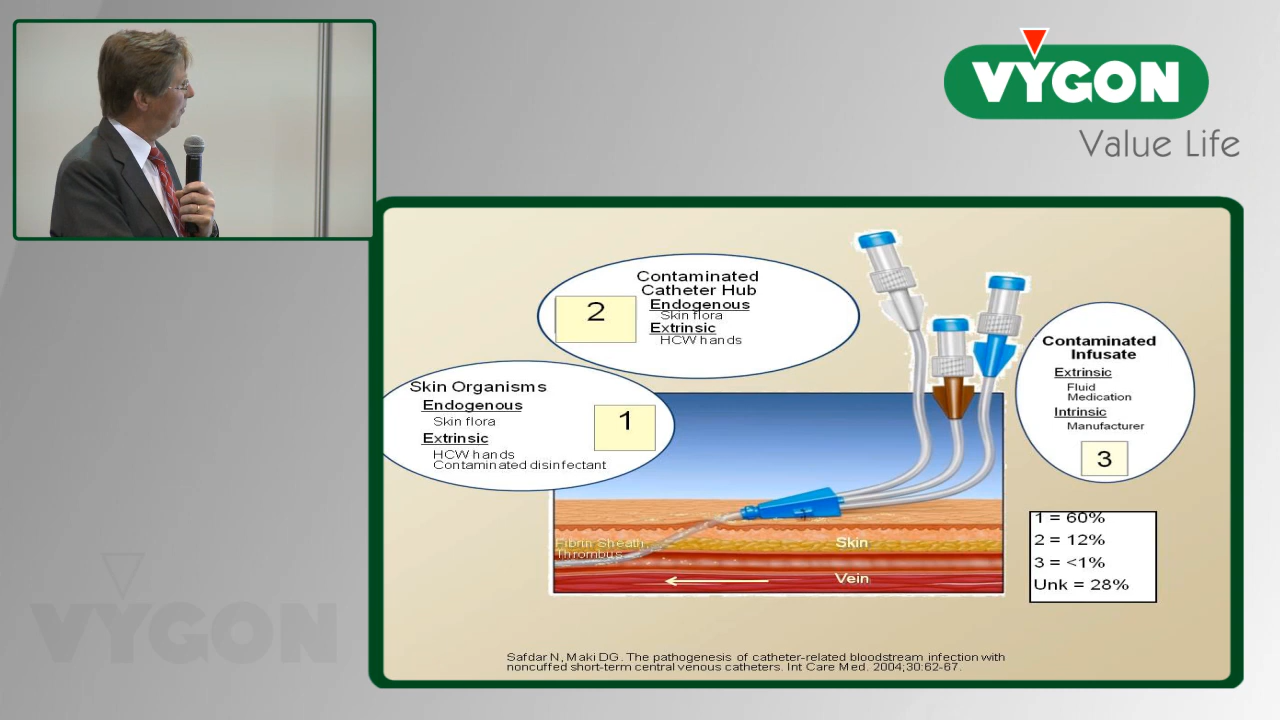 VYGON
Value Life
Contaminated
Catheter Hub
2
Endogenous
Skin flora
Extrinsic
HCW hands
Skin Organisms
Endogenous
Skin flora
1
Extrinsic
HCW hands
Contaminated disinfectant
Contaminated
Infusate
Extrinsic
Fluid
Medication
Intrinsic
Manufacturer
3
Fibrin Sheath,
Thrombus
Skin
Vein
1 = 60%
2 = 12%
3 = <1%
Unk = 28%
VYGON
Safdar N, Maki DG. The pathogenesis of catheter-related bloodstream infection with
noncuffed short-term central venous catheters. Int Care Med. 2004;30:62-67.